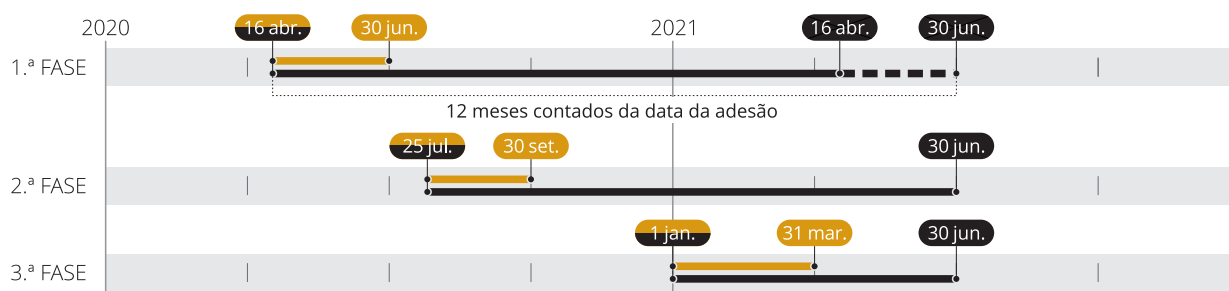 2020 2021
16 abr. 30 jun. 16 abr. 30 jun.
1.ª FASE
12 meses contados da data da adesão
25 jul. 30 set. 30 jun.
2.ª FASE
1 jan. 31 mar. 30 jun.
3.ª FASE